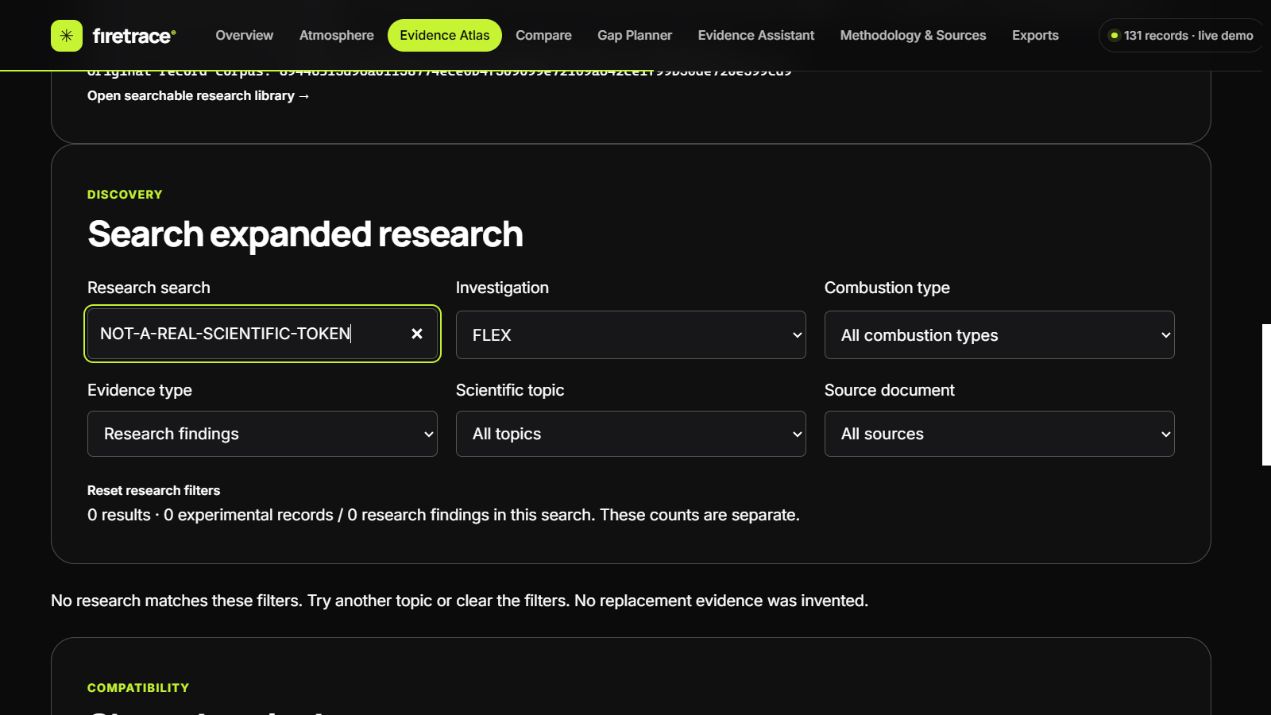 firetrace
Overview Atmosphere Evidence Atlas Compare Gap Planner Evidence Assistant Methodology & Sources Exports 131 records · live demo
Open searchable research library →
DISCOVERY
Search expanded research
Research search Investigation Combustion type
NOT-A-REAL-SCIENTIFIC-TOKEN FLEX All combustion types
Evidence type Scientific topic Source document
Research findings All topics All sources
Reset research filters
0 results · 0 experimental records / 0 research findings in this search. These counts are separate.
No research matches these filters. Try another topic or clear the filters. No replacement evidence was invented.
COMPATIBILITY